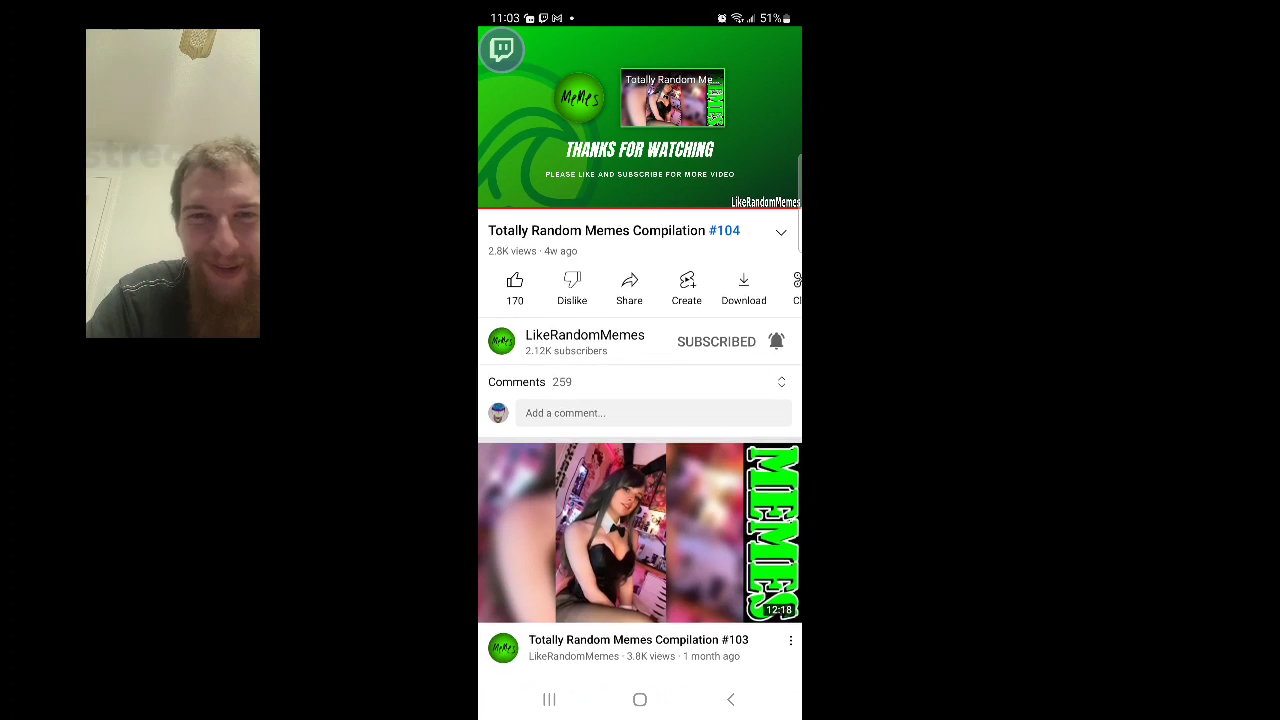 11:03
51%
Totally Random Me...
MeMes
THANKS FOR WATCHING
PLEASE LIKE AND SUBSCRIBE FOR MORE VIDEO
LikeRandomMemes
Totally Random Memes Compilation #104
2.8K views · 4w ago
170 Dislike Share Create Download Cl
LikeRandomMemes
2.12K subscribers
SUBSCRIBED
Comments 259
Add a comment...
MEMES
12:18
MeMes
Totally Random Memes Compilation #103
LikeRandomMemes · 3.8K views · 1 month ago